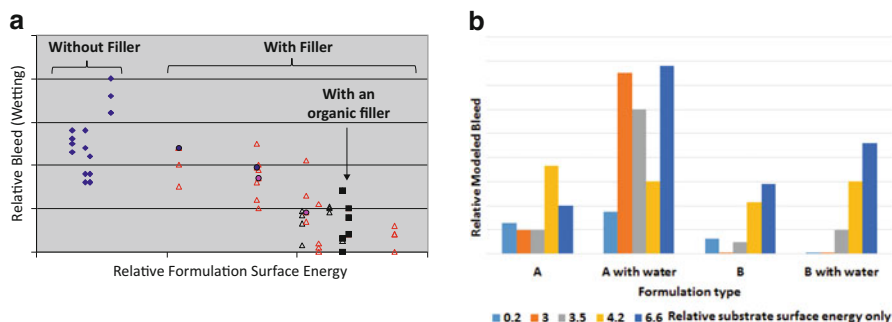 a
Without Filler
With Filler
With an
organic filler
Relative Bleed (Wetting)
Relative Formulation Surface Energy
b
Relative Modeled Bleed
A
A with water
B
B with water
Formulation type
0.2 3 3.5 4.2 6.6 Relative substrate surface energy only